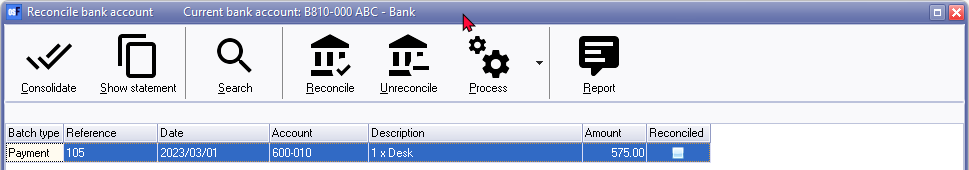 Reconcile bank account Current bank account: B810-000 ABC - Bank
Consolidate Show statement Search Reconcile Unreconcile Process Report
Batch type Reference Date Account Description Amount Reconciled
Payment 105 2023/03/01 600-010 1 x Desk 575.00